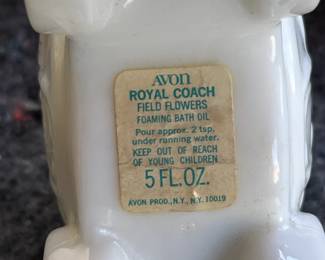 AVON
ROYAL COACH
FIELD FLOWERS
FOAMING BATH OIL
Pour approx. 2 tsp.
under running water.
KEEP OUT OF REACH
OF YOUNG CHILDREN
5 FL.OZ.
AVON PROD., N.Y., N.Y. 10019